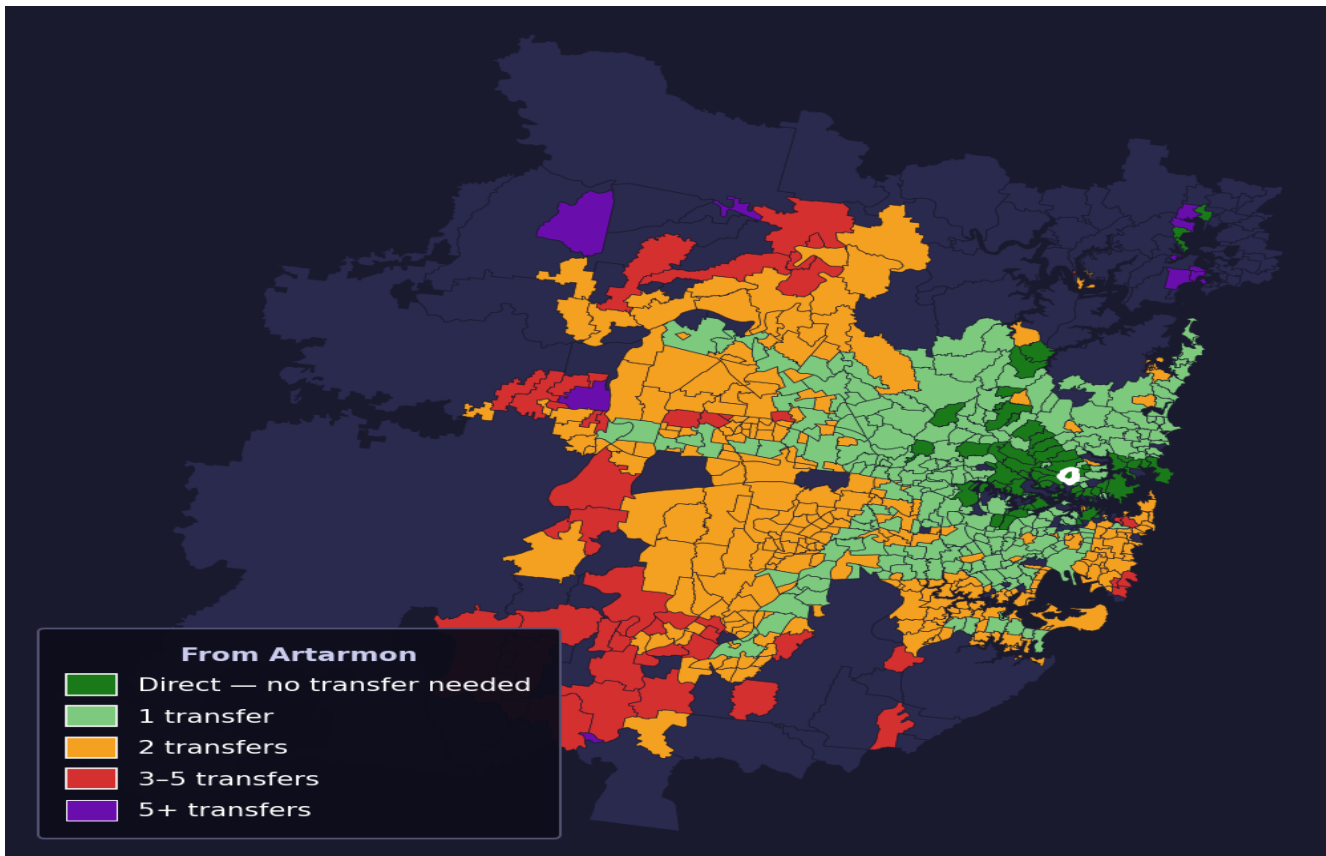 From Artarmon
Direct — no transfer needed
1 transfer
2 transfers
3–5 transfers
5+ transfers